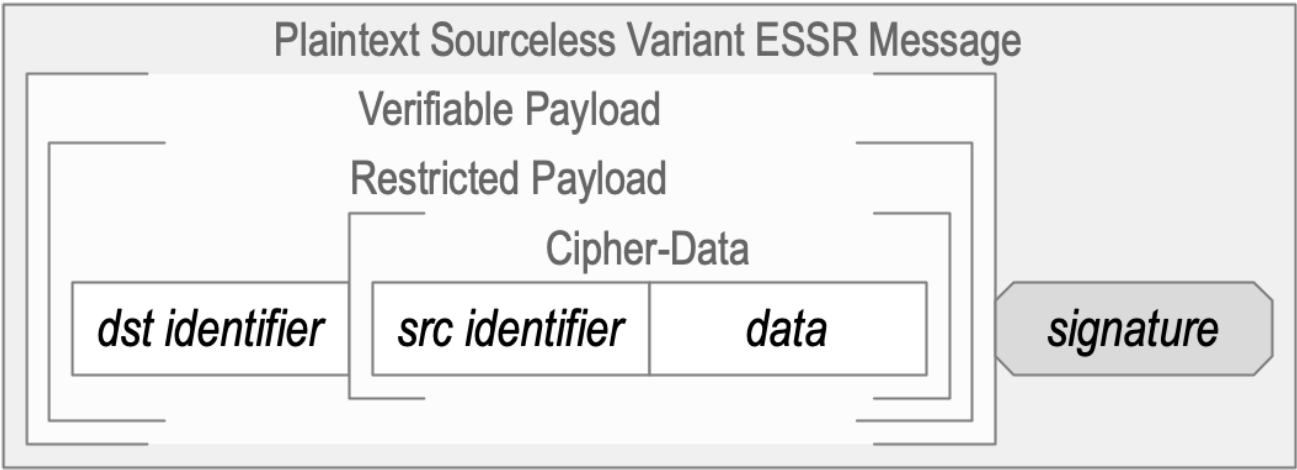 Plaintext Sourceless Variant ESSR Message
Verifiable Payload
Restricted Payload
Cipher-Data
dst identifier src identifier data signature